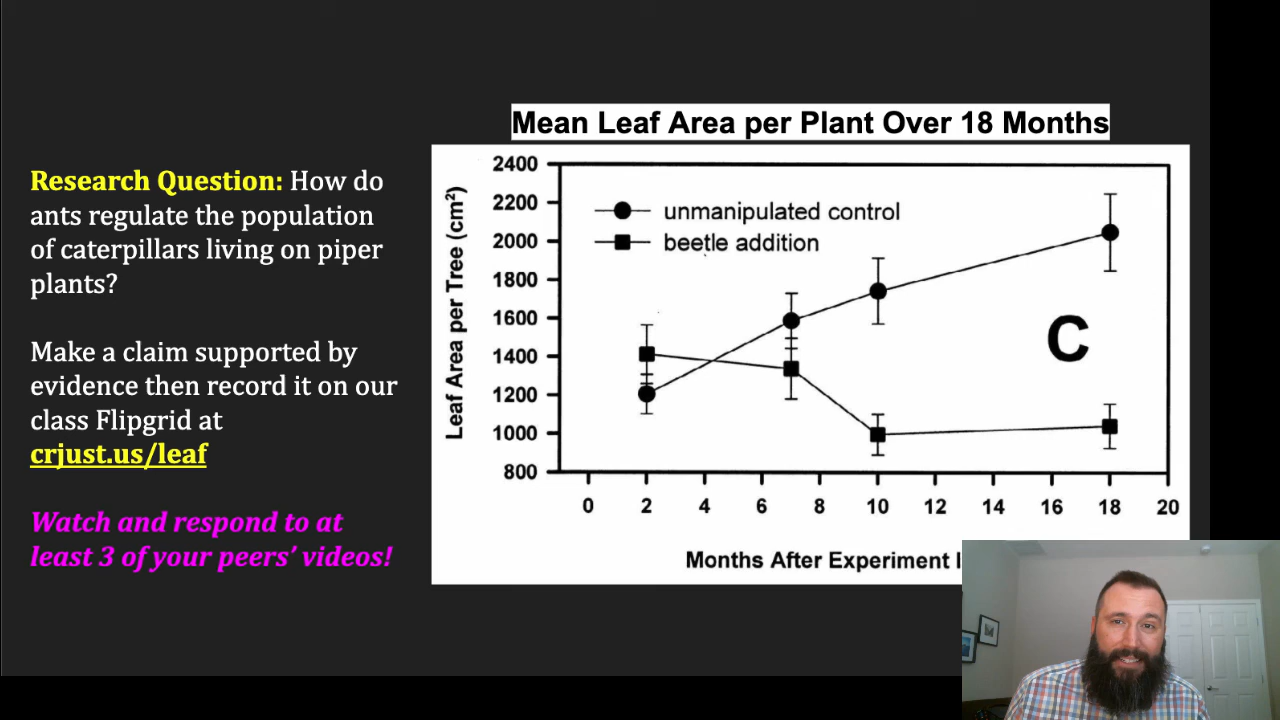 Mean Leaf Area per Plant Over 18 Months
Research Question: How do
ants regulate the population
of caterpillars living on piper
plants?
Make a claim supported by
evidence then record it on our
class Flipgrid at
crjust.us/leaf
Watch and respond to at
least 3 of your peers’ videos!
Leaf Area per Tree (cm²)
2400
2200
2000
1800
1600
1400
1200
1000
800
unmanipulated control
beetle addition
C
0 2 4 6 8 10 12 14 16 18 20
Months After Experiment